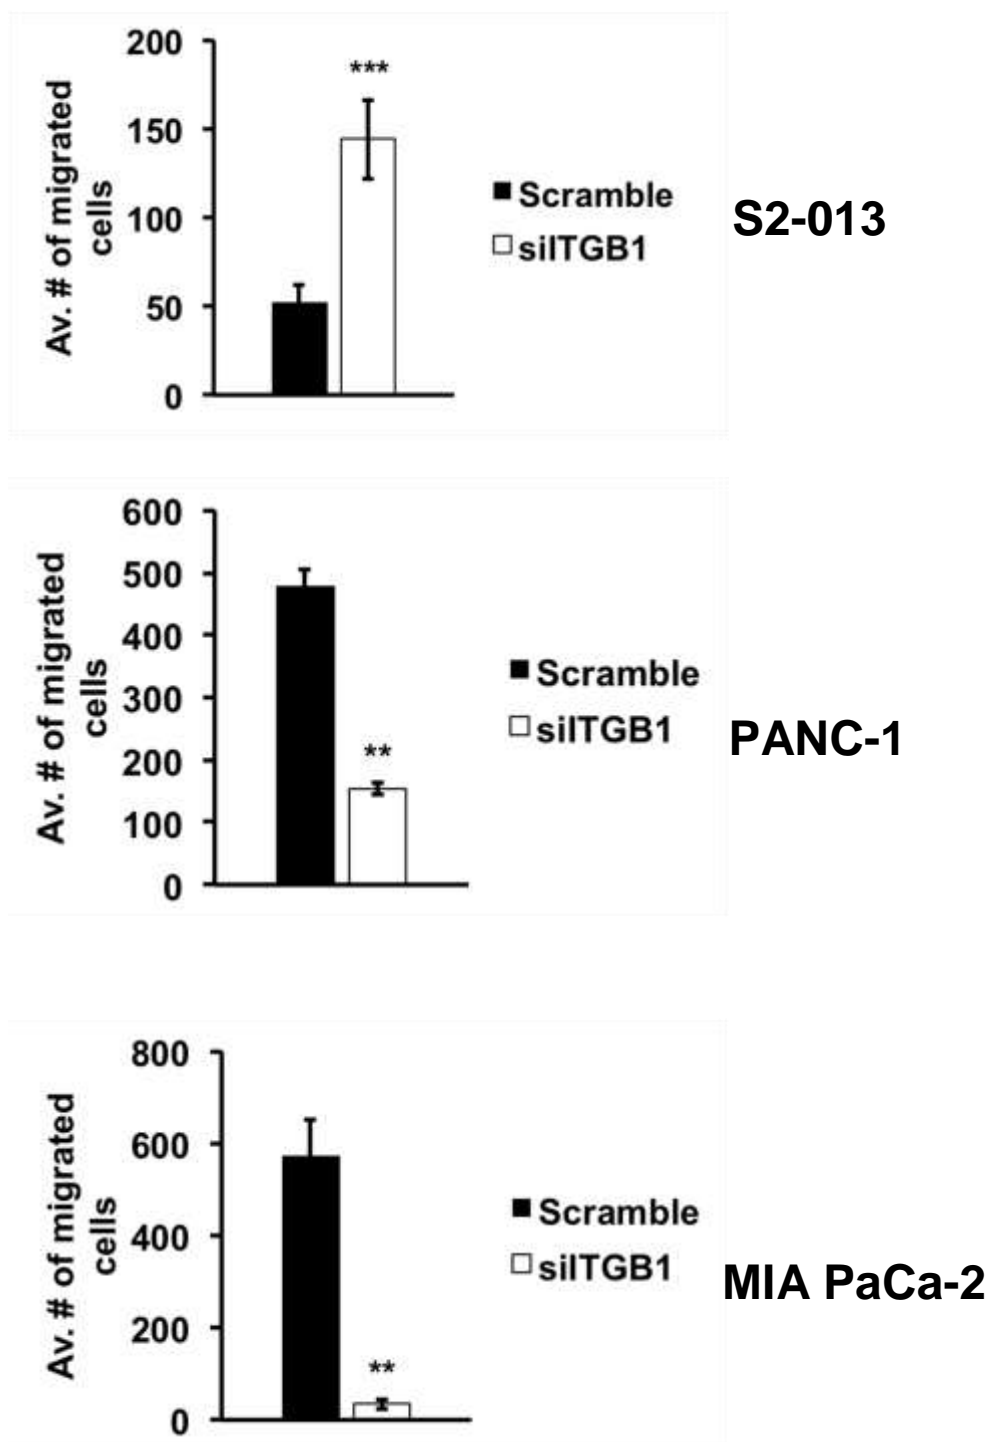 200
150
100
50
0
Av. # of migrated
cells
***
Scramble
siITGB1
S2-013
600
500
400
300
200
100
0
Av. # of migrated
cells
**
Scramble
siITGB1
PANC-1
800
600
400
200
0
Av. # of migrated
cells
**
Scramble
siITGB1
MIA PaCa-2